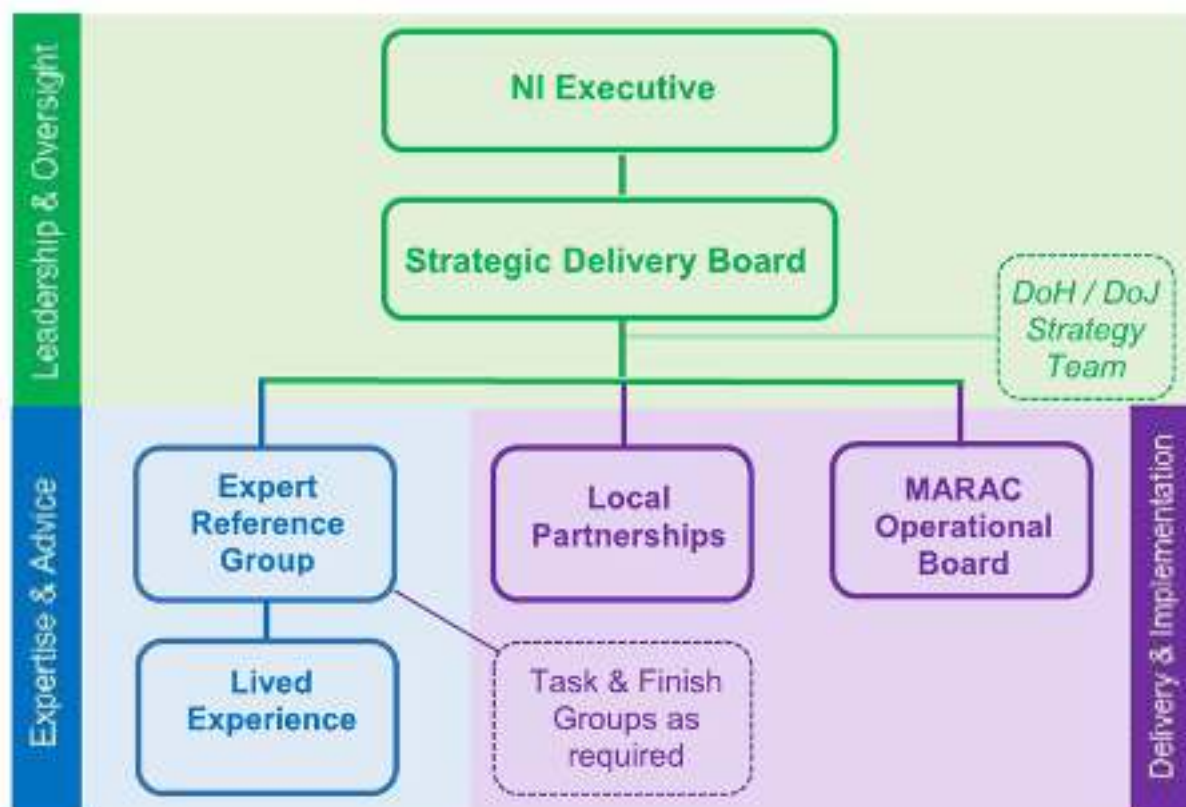 Leadership & Oversight
NI Executive
Strategic Delivery Board
DoH / DoJ
Strategy
Team
Expertise & Advice
Expert
Reference
Group
Local
Partnerships
MARAC
Operational
Board
Delivery & Implementation
Lived
Experience
Task & Finish
Groups as
required